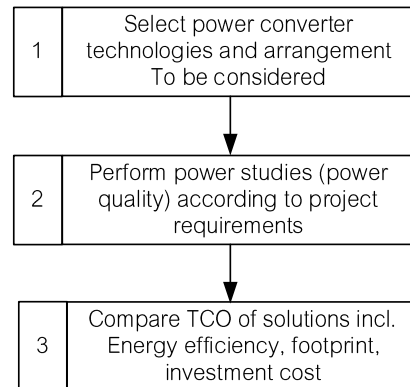 1
Select power converter
technologies and arrangement
To be considered
2
Perform power studies (power
quality) according to project
requirements
3
Compare TCO of solutions incl.
Energy efficiency, footprint,
investment cost